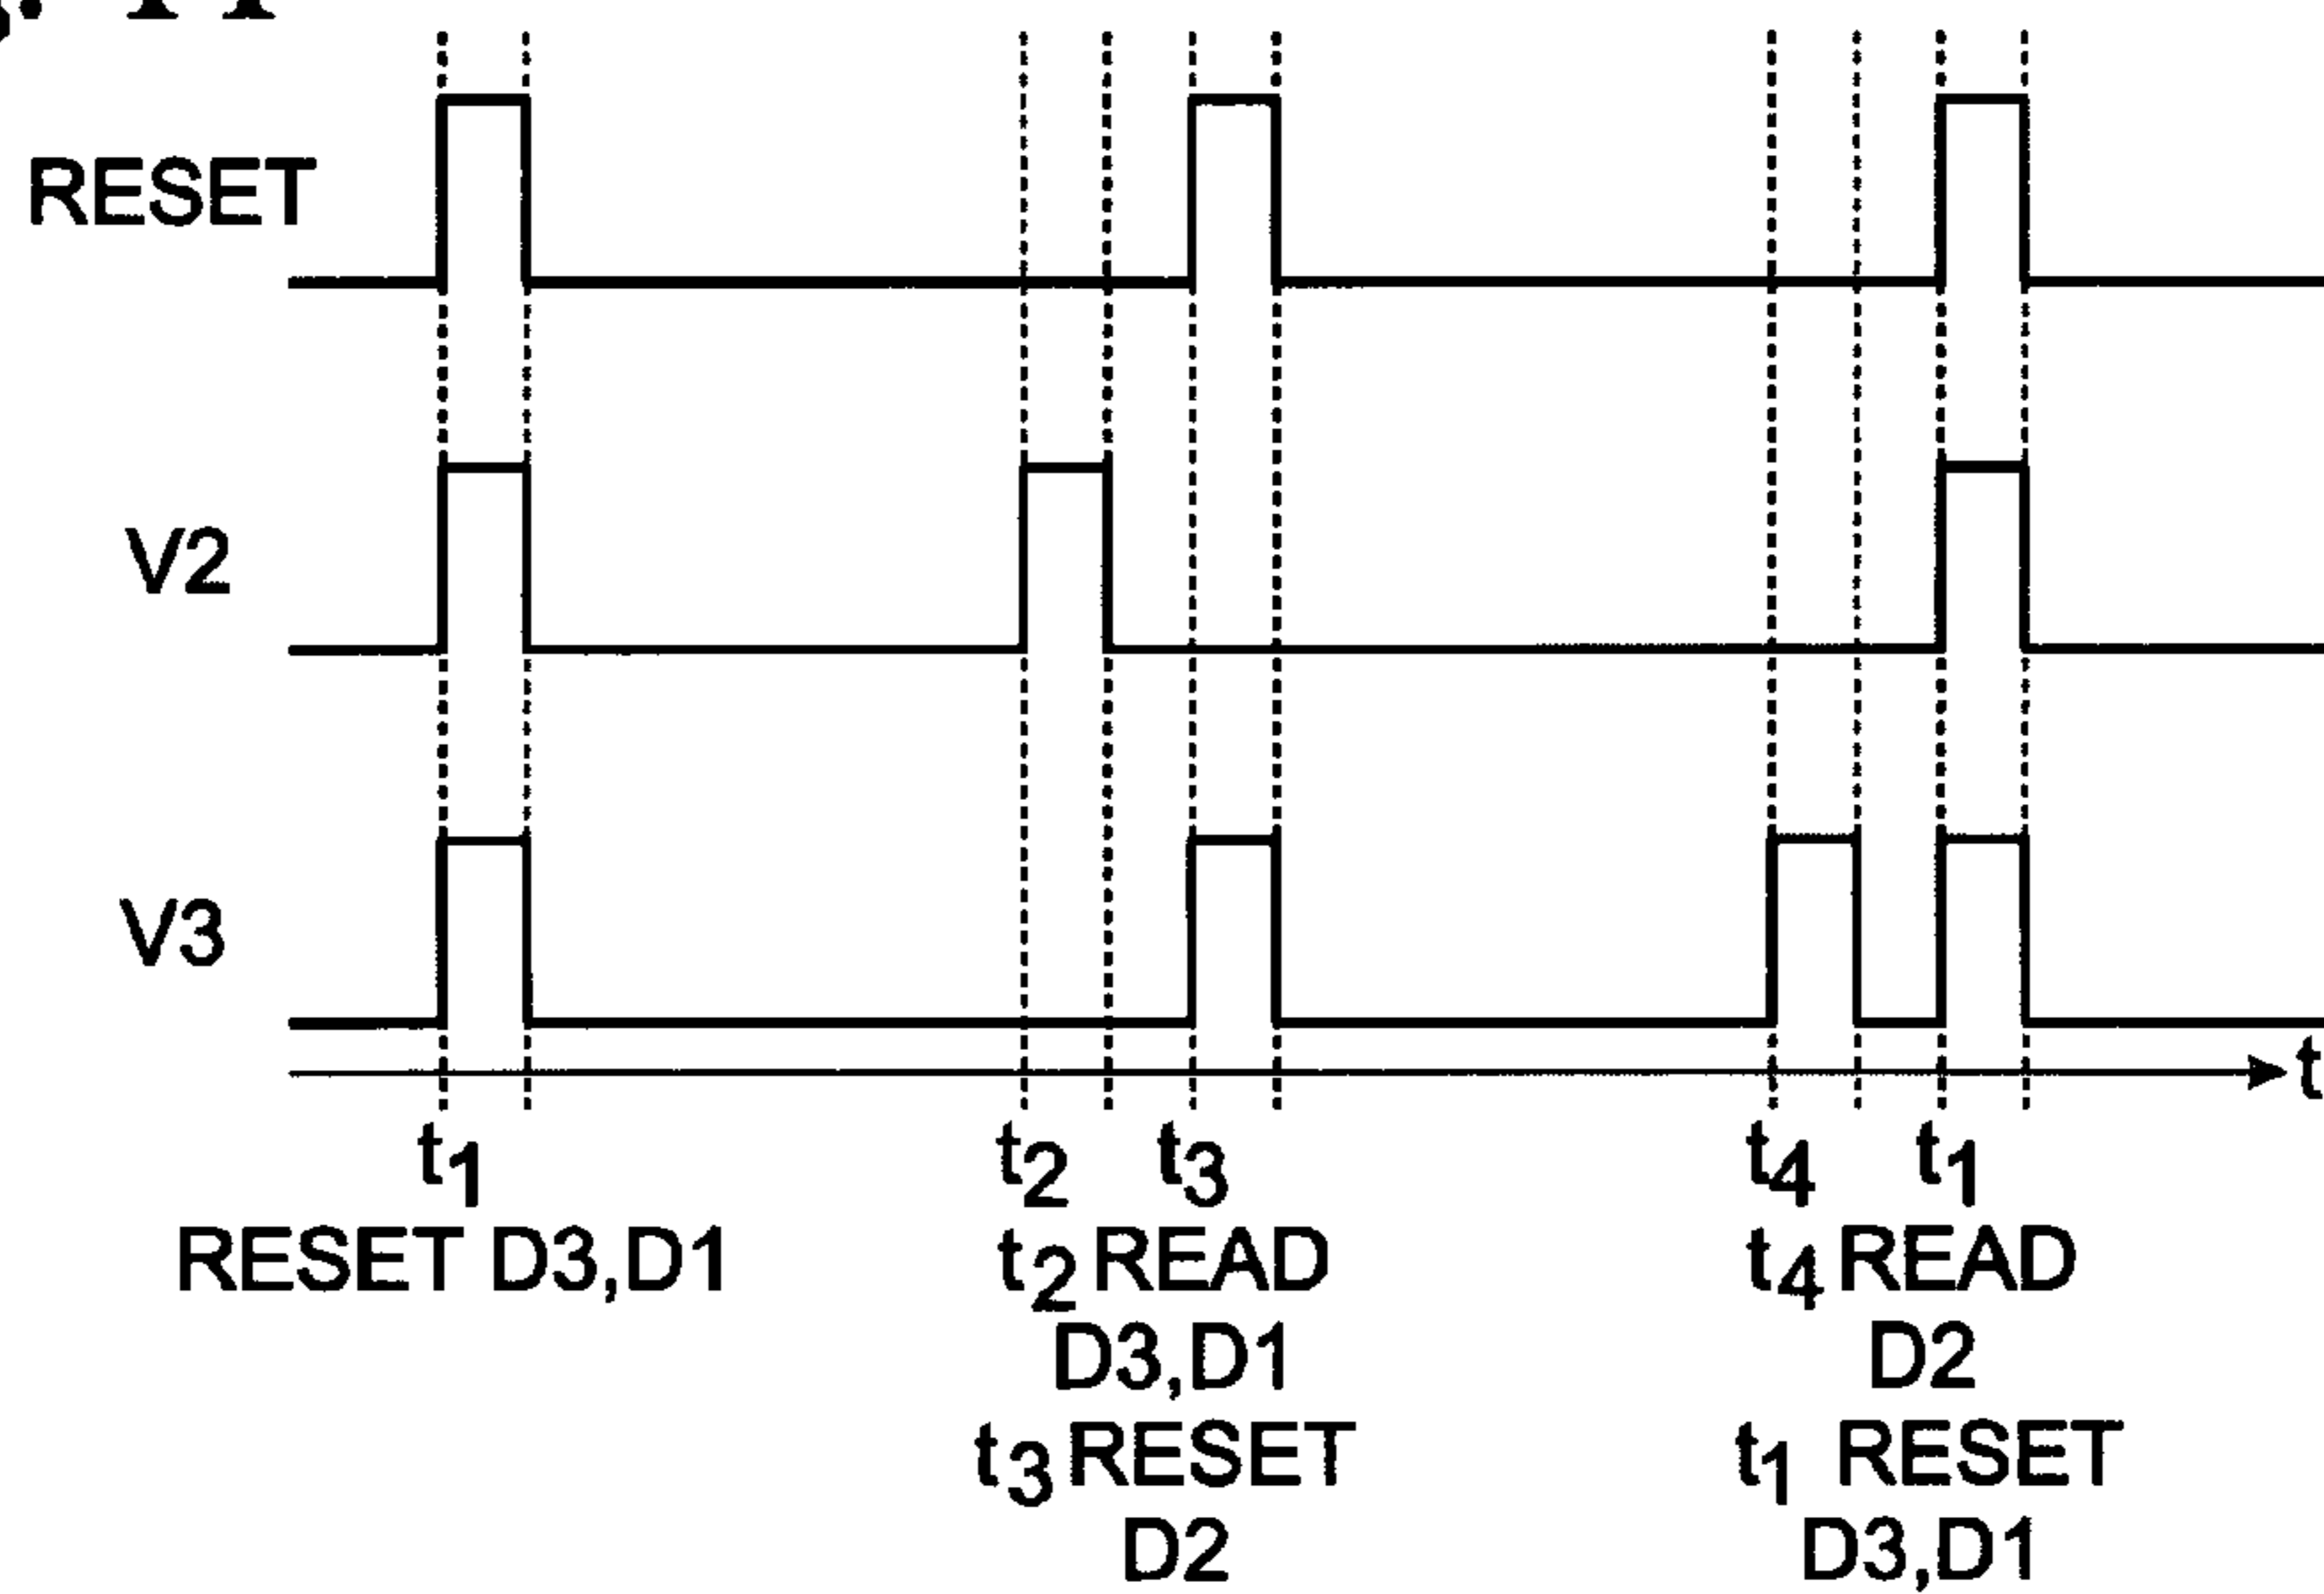 RESET
V2
V3
t
t1 t2 t3 t4 t1
RESET D3,D1 t2 READ t4 READ
D3,D1 D2
t3 RESET t1 RESET
D2 D3,D1